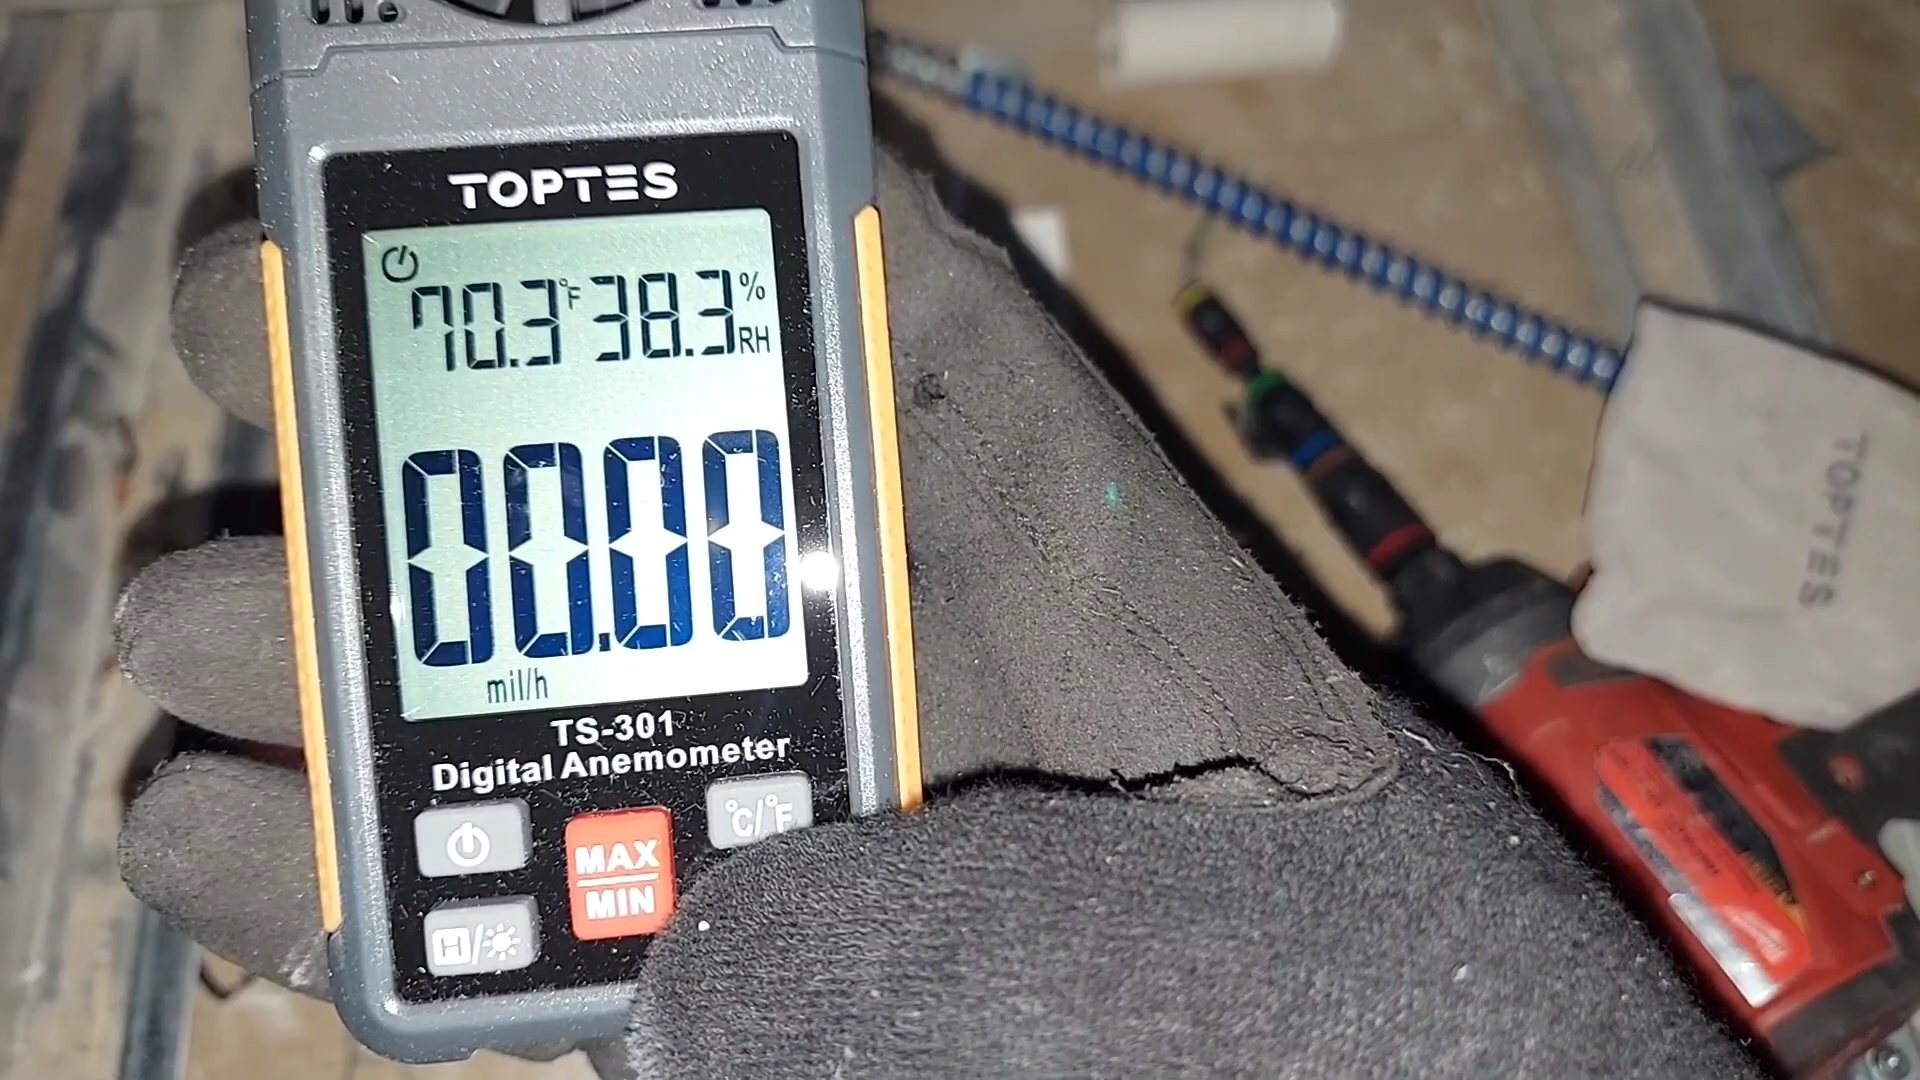 TOPTES
70.3°F 38.3% RH
00.00
mil/h
TS-301
Digital Anemometer
°C/°F
MAX
MIN
H/
TOPTES